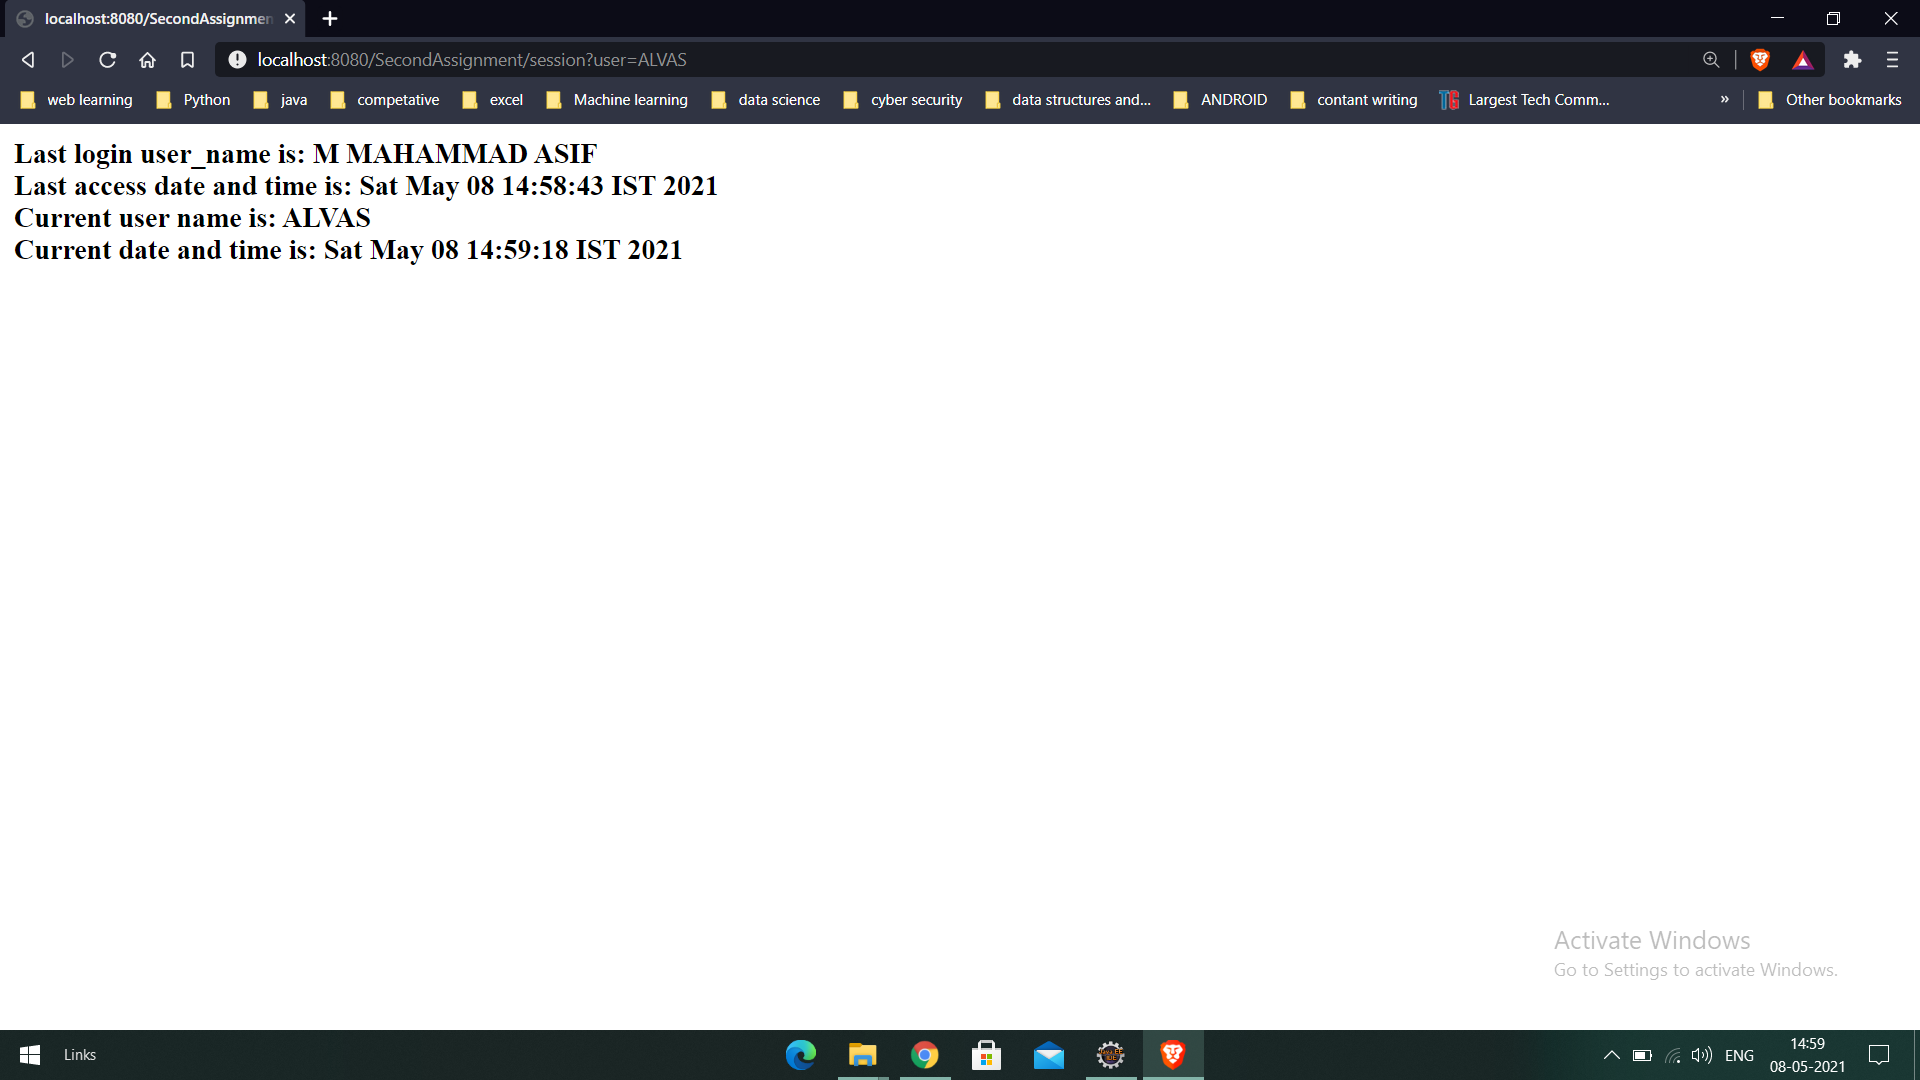 localhost:8080/SecondAssignmen
localhost:8080/SecondAssignment/session?user=ALVAS
web learning Python java competative excel Machine learning data science cyber security data structures and... ANDROID contant writing TG Largest Tech Comm... » Other bookmarks
Last login user_name is: M MAHAMMAD ASIF
Last access date and time is: Sat May 08 14:58:43 IST 2021
Current user name is: ALVAS
Current date and time is: Sat May 08 14:59:18 IST 2021
Activate Windows
Go to Settings to activate Windows.
Links ENG 14:59
08-05-2021